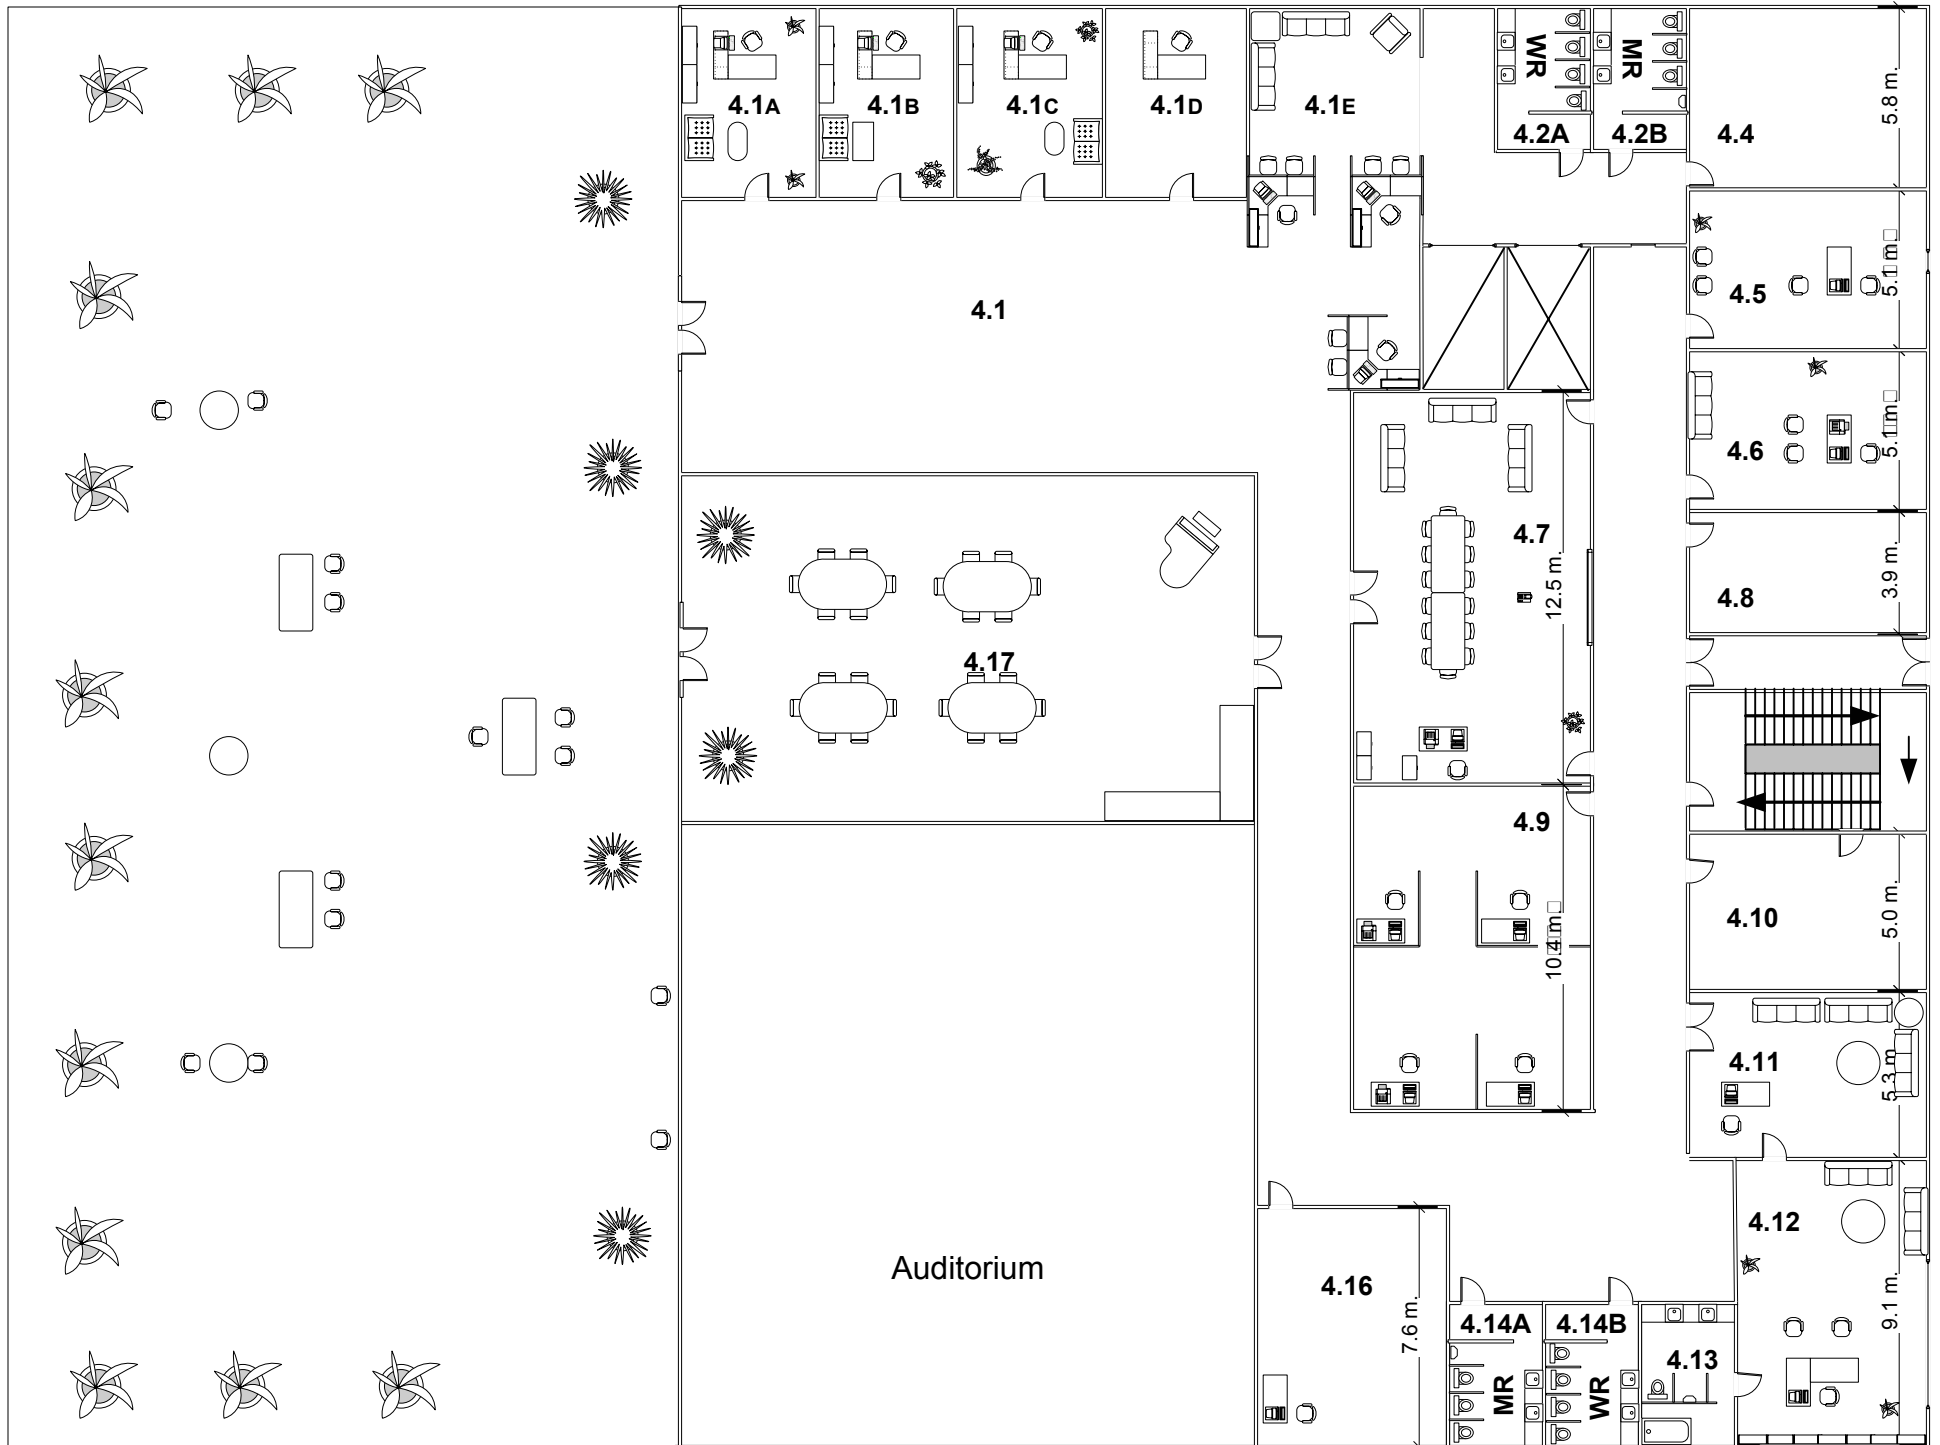 WR
MR
4.1A
4.1B
4.1C
4.1D
4.1E
4.2A
4.2B
4.4
5.8 m.
4.1
4.5
5.1 m.
4.6
5.1 m.
4.7
12.5 m.
4.8
3.9 m.
4.17
4.9
10.4 m.
4.10
5.0 m.
4.11
5.3 m.
4.12
9.1 m.
Auditorium
4.16
7.6 m.
4.14A
4.14B
4.13
MR
WR